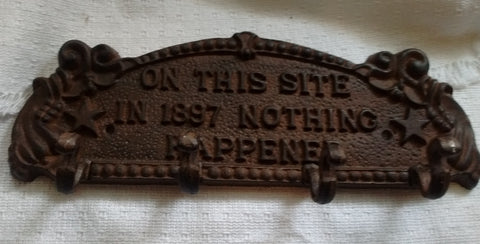 ON THIS SITE
IN 1897 NOTHING
HAPPENED